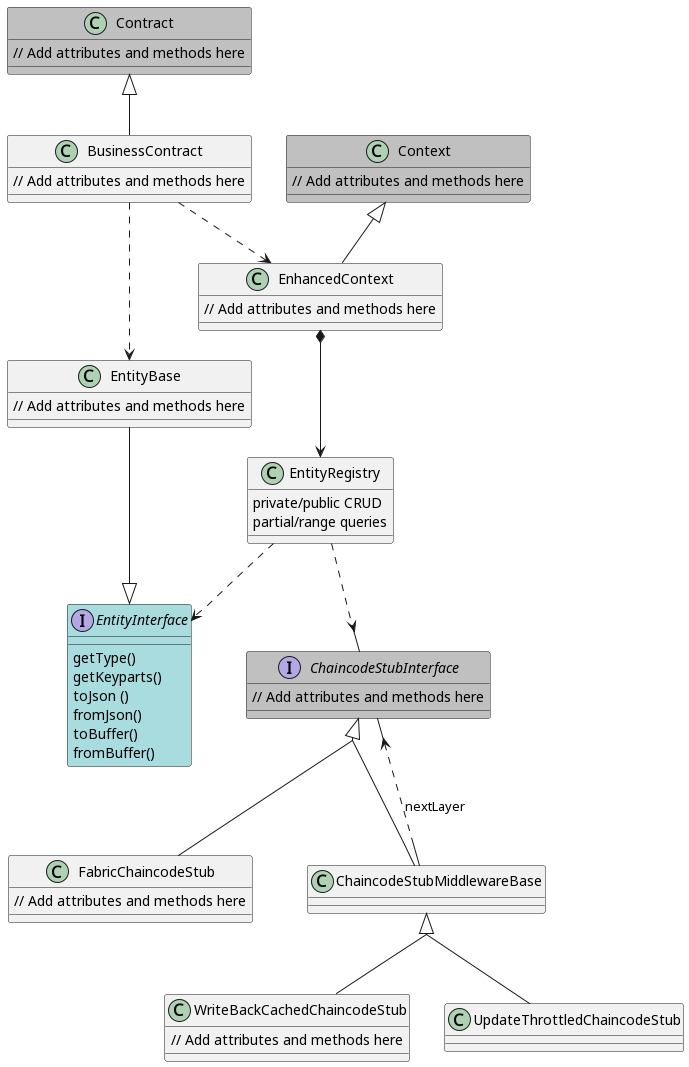 C Contract
// Add attributes and methods here
C BusinessContract
// Add attributes and methods here
C Context
// Add attributes and methods here
C EnhancedContext
// Add attributes and methods here
C EntityBase
// Add attributes and methods here
C EntityRegistry
private/public CRUD
partial/range queries
I EntityInterface
getType()
getKeyparts()
toJson ()
fromJson()
toBuffer()
fromBuffer()
I ChaincodeStubInterface
// Add attributes and methods here
nextLayer
C FabricChaincodeStub
// Add attributes and methods here
C ChaincodeStubMiddlewareBase
C WriteBackCachedChaincodeStub
// Add attributes and methods here
C UpdateThrottledChaincodeStub